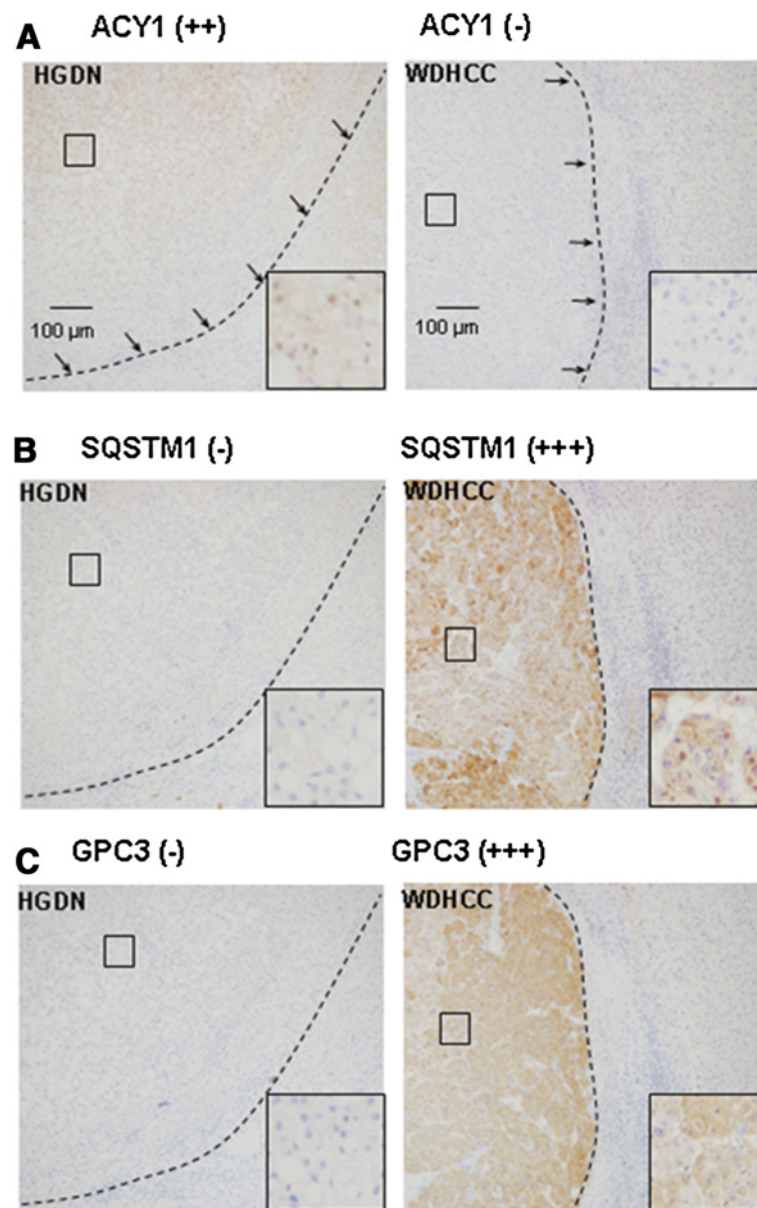 A ACY1 (++) ACY1 (-)
HGDN WDHCC
100 µm 100 µm
B SQSTM1 (-) SQSTM1 (+++)
HGDN WDHCC
C GPC3 (-) GPC3 (+++)
HGDN WDHCC